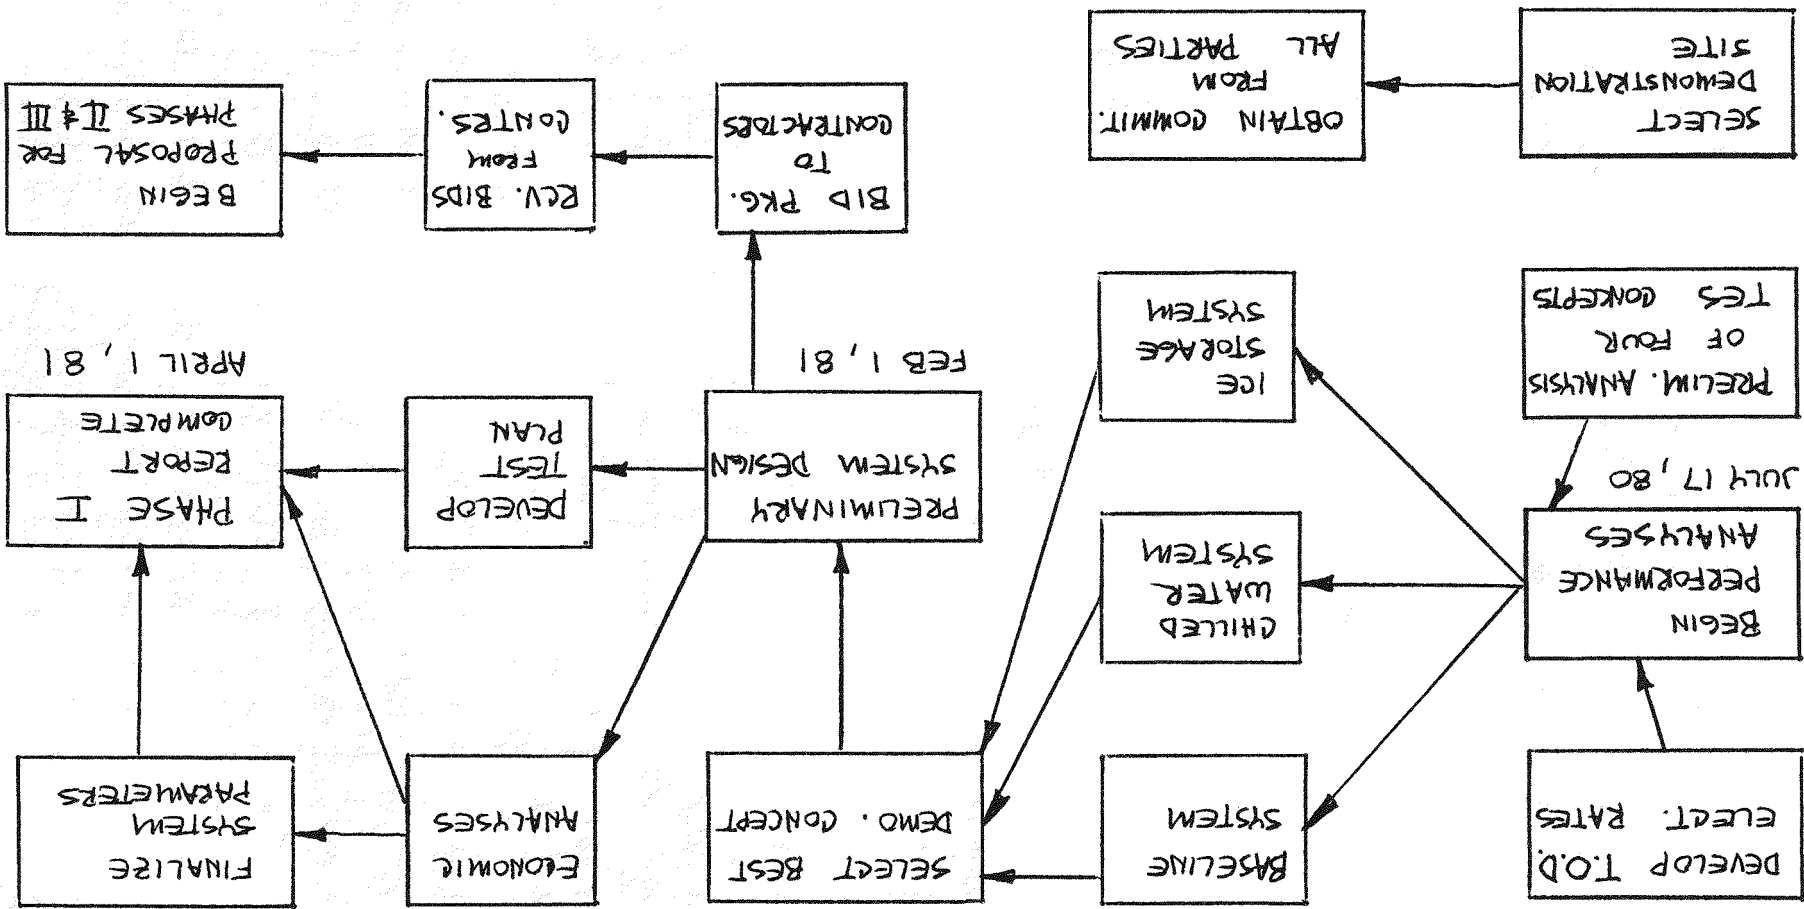 DEVELOP T.O.D.
ELECT. RATES
BASELINE
SYSTEM
SELECT BEST
DEMO. CONCEPT
ECONOMIC
ANALYSES
FINALIZE
SYSTEM
PARAMETERS
BEGIN
PERFORMANCE
ANALYSES
JULY 17, 80
CHILLED
WATER
SYSTEM
PRELIMINARY
SYSTEM DESIGN
FEB 1, 81
DEVELOP
TEST
PLAN
PHASE I
REPORT
COMPLETE
APRIL 1, 81
PRELIM. ANALYSIS
OF FOUR
TES CONCEPTS
ICE
STORAGE
SYSTEM
SELECT
DEMONSTRATION
SITE
OBTAIN COMMIT.
FROM
ALL PARTIES
BID PKG.
TO
CONTRACTORS
RCV. BIDS
FROM
CONTRS.
BEGIN
PROPOSAL FOR
PHASES II & III